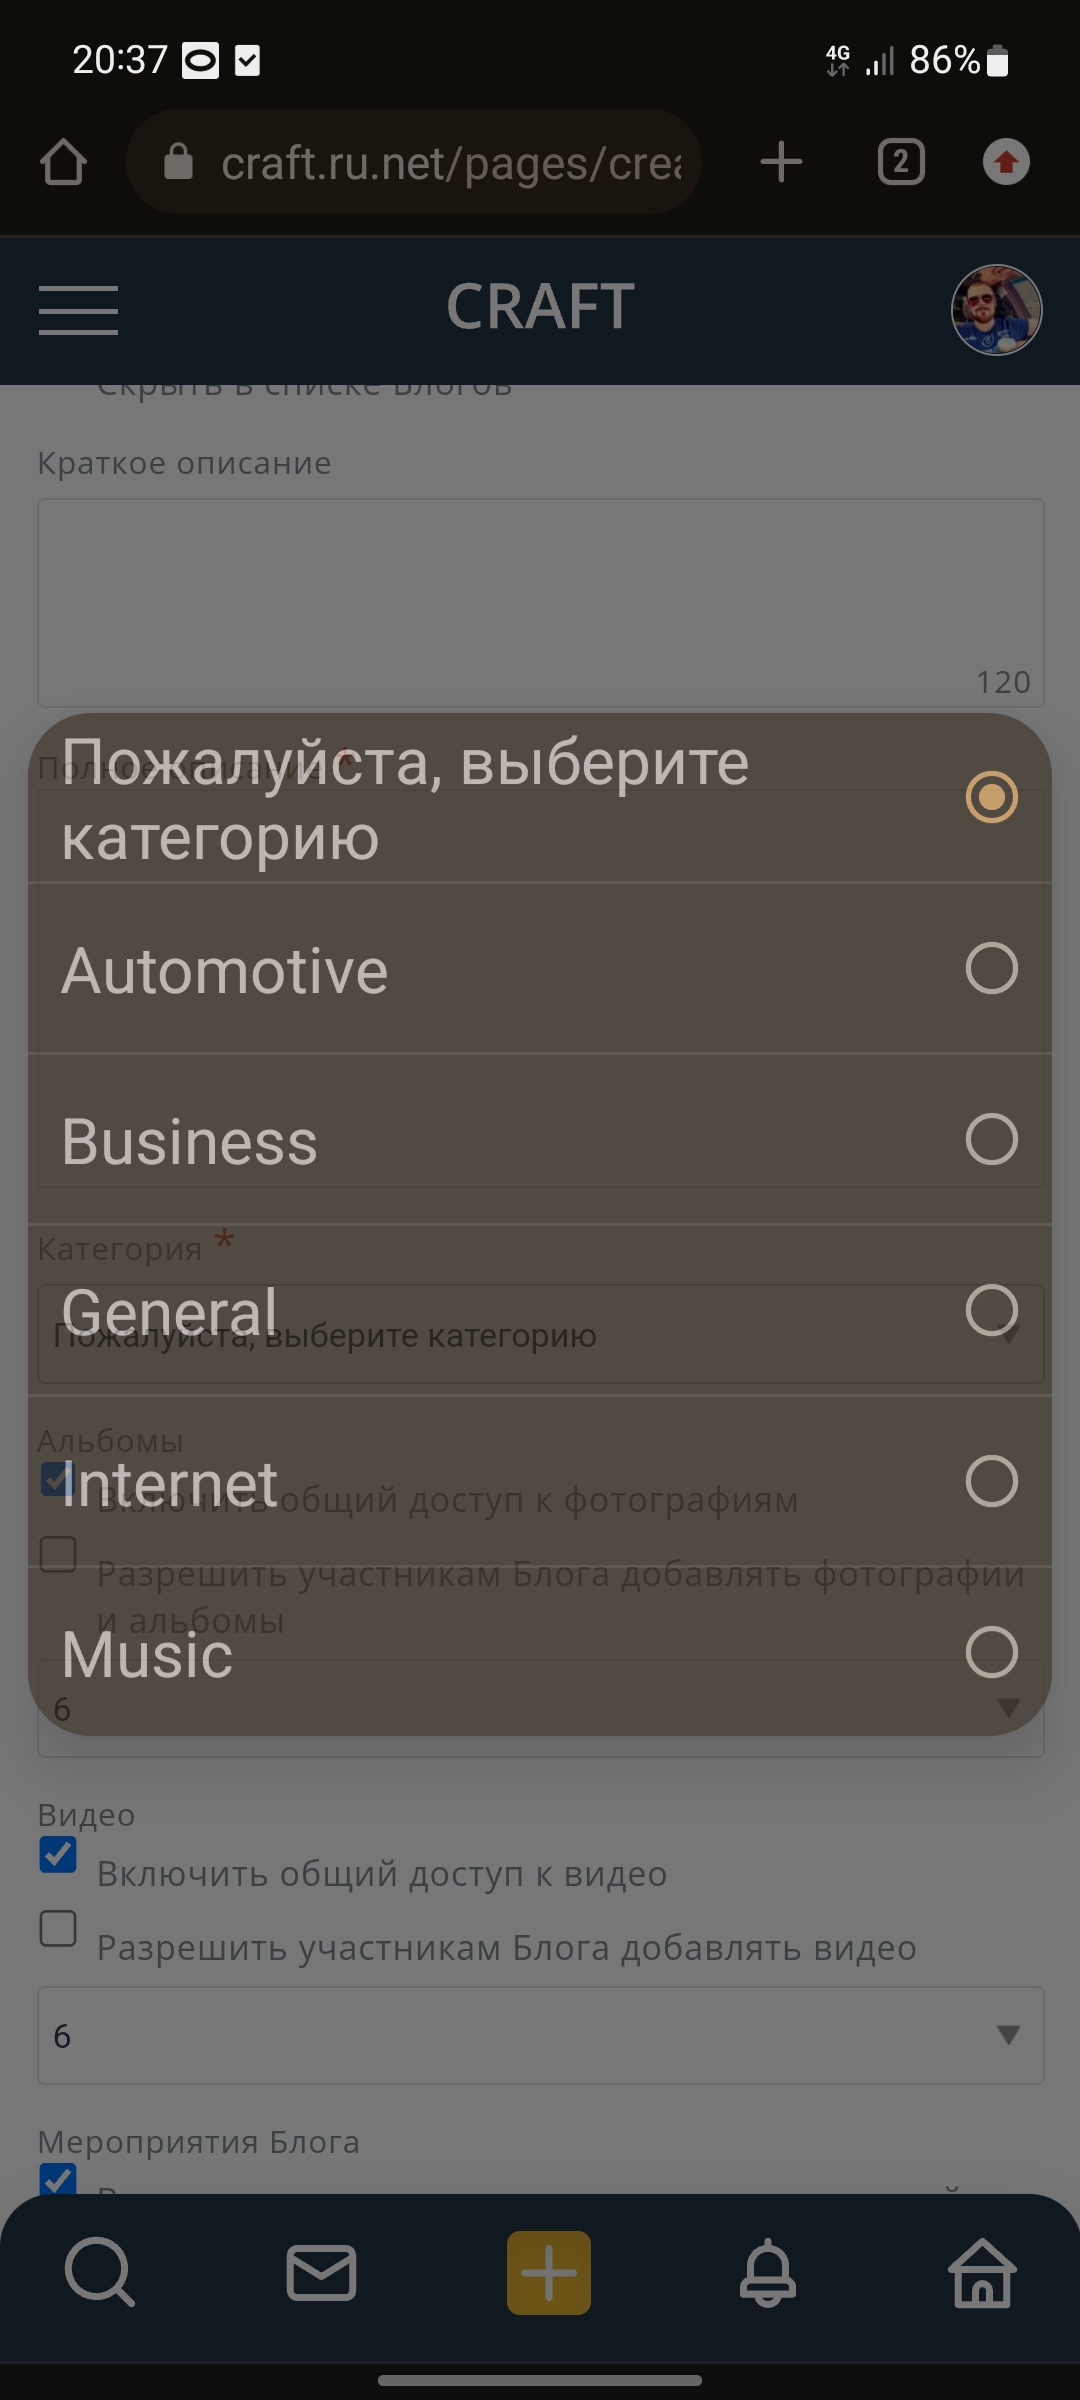 20:37
4G
86%
craft.ru.net/pages/crea
2
CRAFT
Скрыть в списке Блогов
Краткое описание
120
Полное описание *
Пожалуйста, выберите
категорию
Automotive
Business
Категория *
General
Пожалуйста, выберите категорию
Альбомы
Internet
Включить общий доступ к фотографиям
Разрешить участникам Блога добавлять фотографии
и альбомы
Music
6
Видео
Включить общий доступ к видео
Разрешить участникам Блога добавлять видео
6
Мероприятия Блога